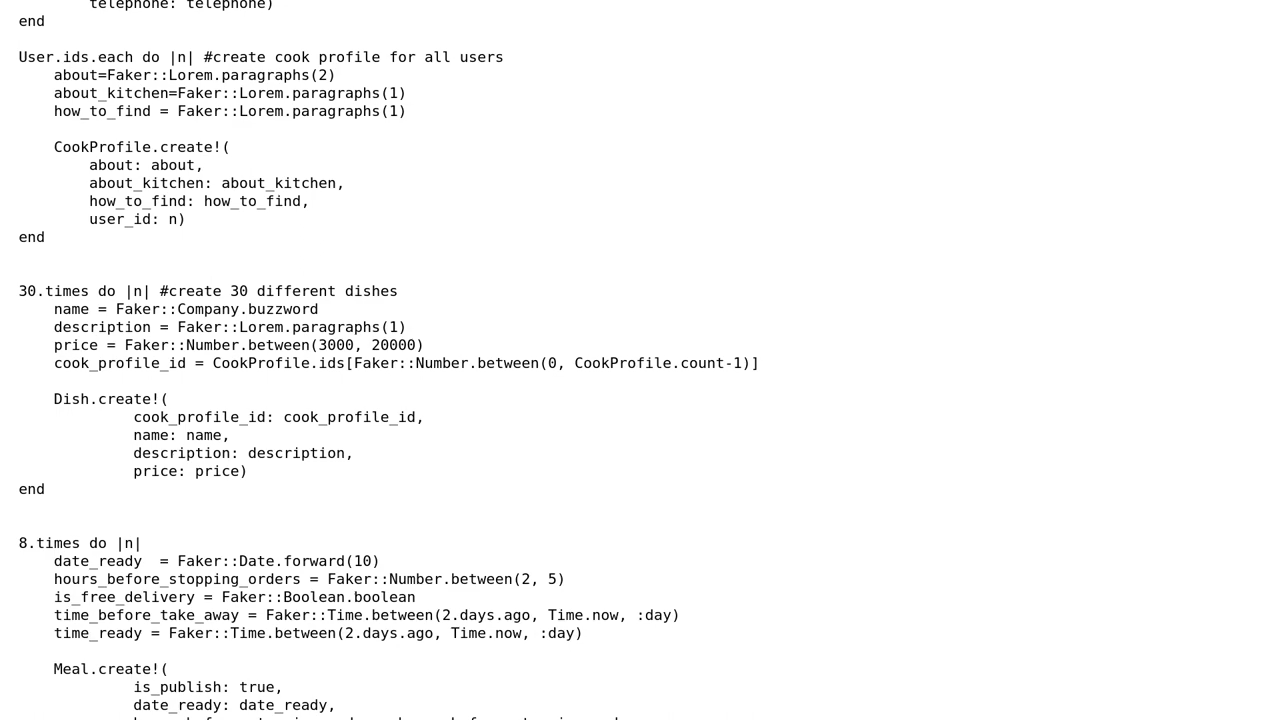 telephone: telephone)
end
User.ids.each do |n| #create cook profile for all users
about=Faker::Lorem.paragraphs(2)
about_kitchen=Faker::Lorem.paragraphs(1)
how_to_find = Faker::Lorem.paragraphs(1)
CookProfile.create!(
about: about,
about_kitchen: about_kitchen,
how_to_find: how_to_find,
user_id: n)
end
30.times do |n| #create 30 different dishes
name = Faker::Company.buzzword
description = Faker::Lorem.paragraphs(1)
price = Faker::Number.between(3000, 20000)
cook_profile_id = CookProfile.ids[Faker::Number.between(0, CookProfile.count-1)]
Dish.create!(
cook_profile_id: cook_profile_id,
name: name,
description: description,
price: price)
end
8.times do |n|
date_ready  = Faker::Date.forward(10)
hours_before_stopping_orders = Faker::Number.between(2, 5)
is_free_delivery = Faker::Boolean.boolean
time_before_take_away = Faker::Time.between(2.days.ago, Time.now, :day)
time_ready = Faker::Time.between(2.days.ago, Time.now, :day)
Meal.create!(
is_publish: true,
date_ready: date_ready,